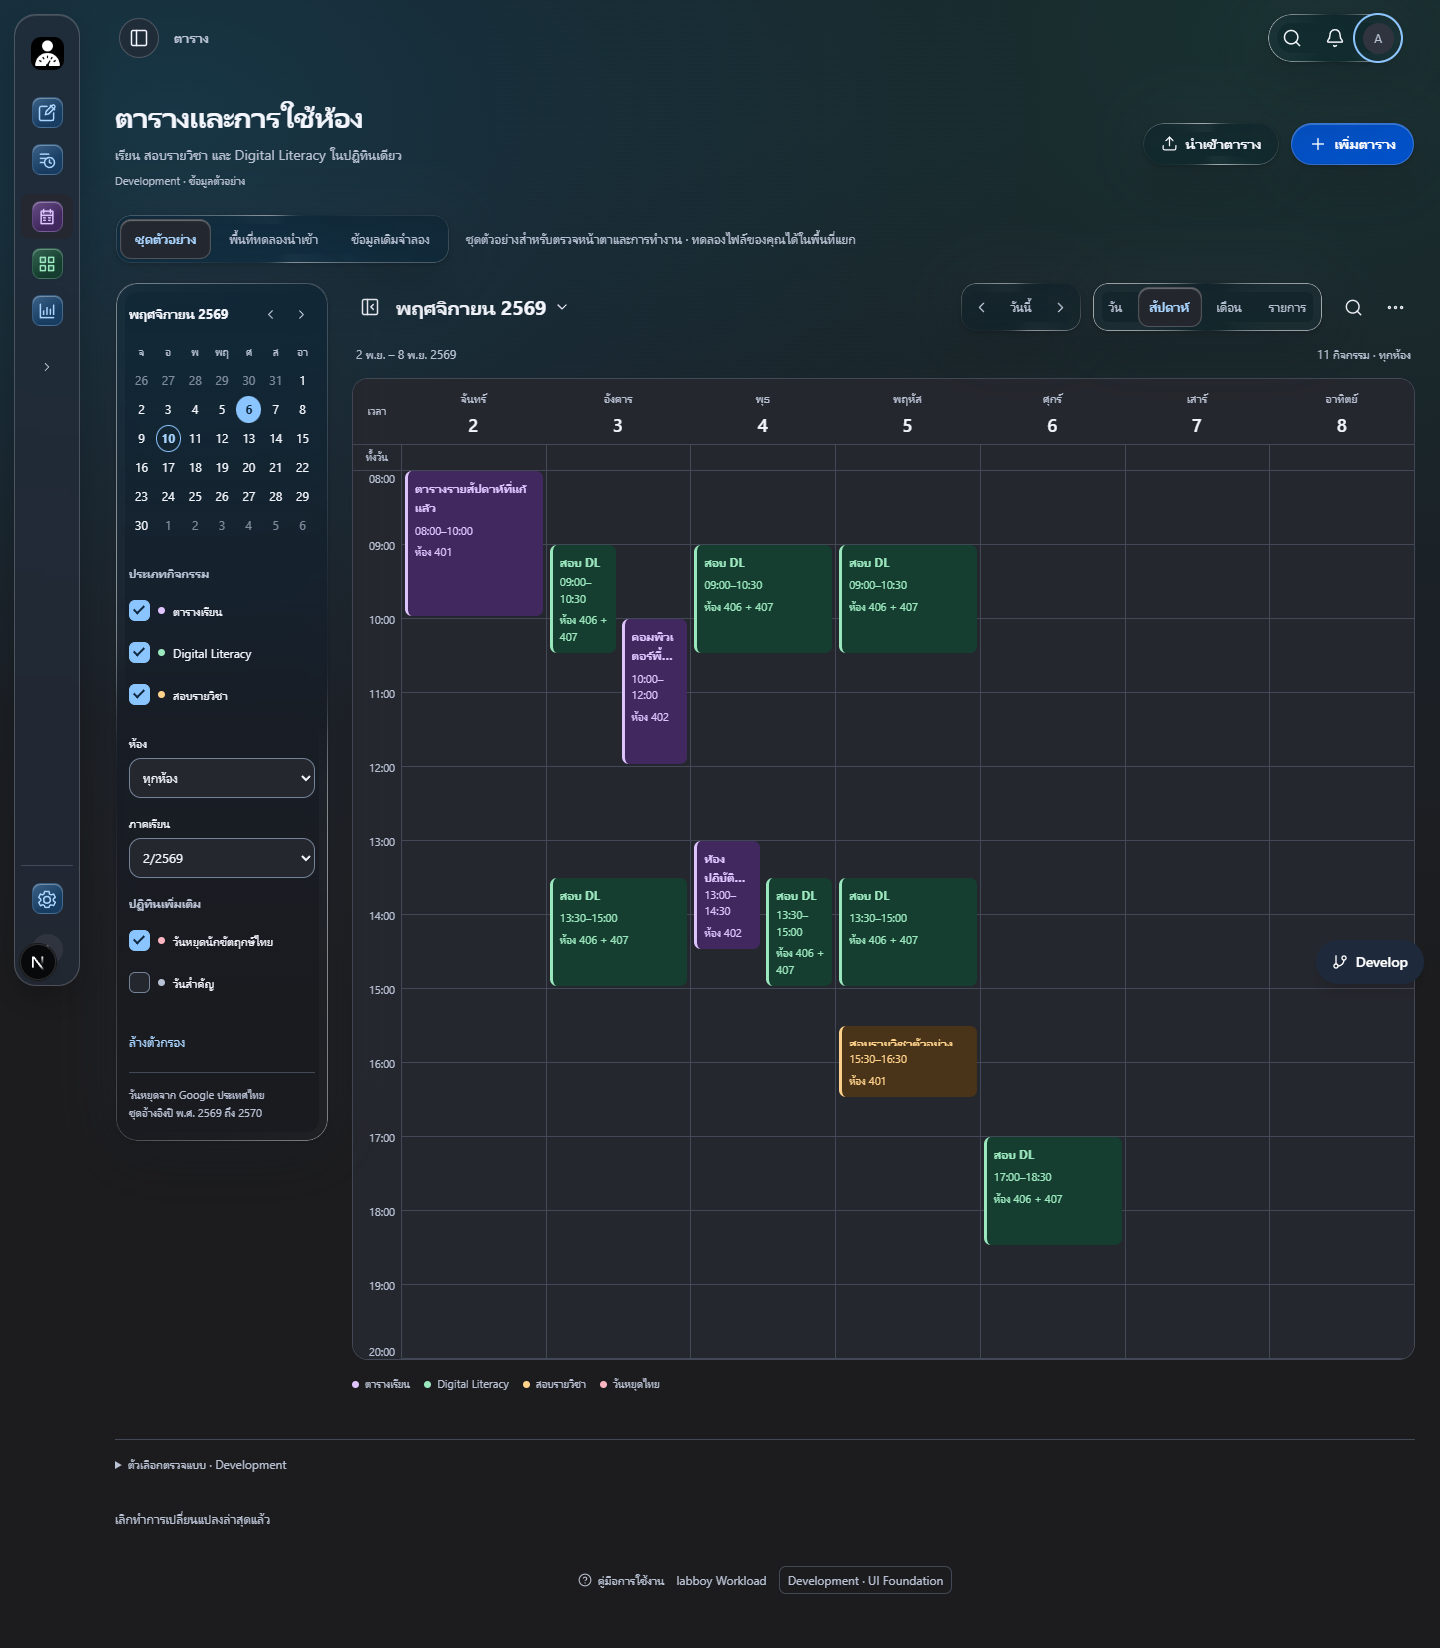 ตาราง
A
ตารางและการใช้ห้อง
เรียน สอบรายวิชา และ Digital Literacy ในปฏิทินเดียว
Development · ข้อมูลตัวอย่าง
นำเข้าตาราง
เพิ่มตาราง
ชุดตัวอย่าง
พื้นที่ทดลองนำเข้า
ข้อมูลเดิมจำลอง
ชุดตัวอย่างสำหรับตรวจหน้าตาและการทำงาน · ทดลองไฟล์ของคุณได้ในพื้นที่แยก
พฤศจิกายน 2569
จ อ พ พฤ ศ ส อา
26 27 28 29 30 31 1
2 3 4 5 6 7 8
9 10 11 12 13 14 15
16 17 18 19 20 21 22
23 24 25 26 27 28 29
30 1 2 3 4 5 6
ประเภทกิจกรรม
ตารางเรียน
Digital Literacy
สอบรายวิชา
ห้อง
ทุกห้อง
ภาคเรียน
2/2569
ปฏิทินเพิ่มเติม
วันหยุดนักขัตฤกษ์ไทย
วันสำคัญ
ล้างตัวกรอง
วันหยุดจาก Google ประเทศไทย
ชุดอ้างอิงปี พ.ศ. 2569 ถึง 2570
พฤศจิกายน 2569
วันนี้
วัน
สัปดาห์
เดือน
รายการ
2 พ.ย. – 8 พ.ย. 2569
11 กิจกรรม · ทุกห้อง
เวลา
จันทร์ อังคาร พุธ พฤหัส ศุกร์ เสาร์ อาทิตย์
2 3 4 5 6 7 8
ทั้งวัน
08:00
09:00
10:00
11:00
12:00
13:00
14:00
15:00
16:00
17:00
18:00
19:00
20:00
ตารางรายสัปดาห์ที่แก้
แล้ว
08:00–10:00
ห้อง 401
สอบ DL
09:00–
10:30
ห้อง 406 +
407
คอมพิวเ
ตอร์พื้...
10:00–
12:00
ห้อง 402
สอบ DL
13:30–15:00
ห้อง 406 + 407
สอบ DL
09:00–10:30
ห้อง 406 + 407
ห้อง
ปฏิบัติ...
13:00–
14:30
ห้อง 402
สอบ DL
13:30–
15:00
ห้อง 406 +
407
สอบ DL
09:00–10:30
ห้อง 406 + 407
สอบ DL
13:30–15:00
ห้อง 406 + 407
สอบรายวิชาตัวอย่าง
15:30–16:30
ห้อง 401
สอบ DL
17:00–18:30
ห้อง 406 + 407
Develop
N
ตารางเรียน
Digital Literacy
สอบรายวิชา
วันหยุดไทย
ตัวเลือกตรวจแบบ · Development
เลิกทำการเปลี่ยนแปลงล่าสุดแล้ว
คู่มือการใช้งาน
labboy Workload
Development · UI Foundation